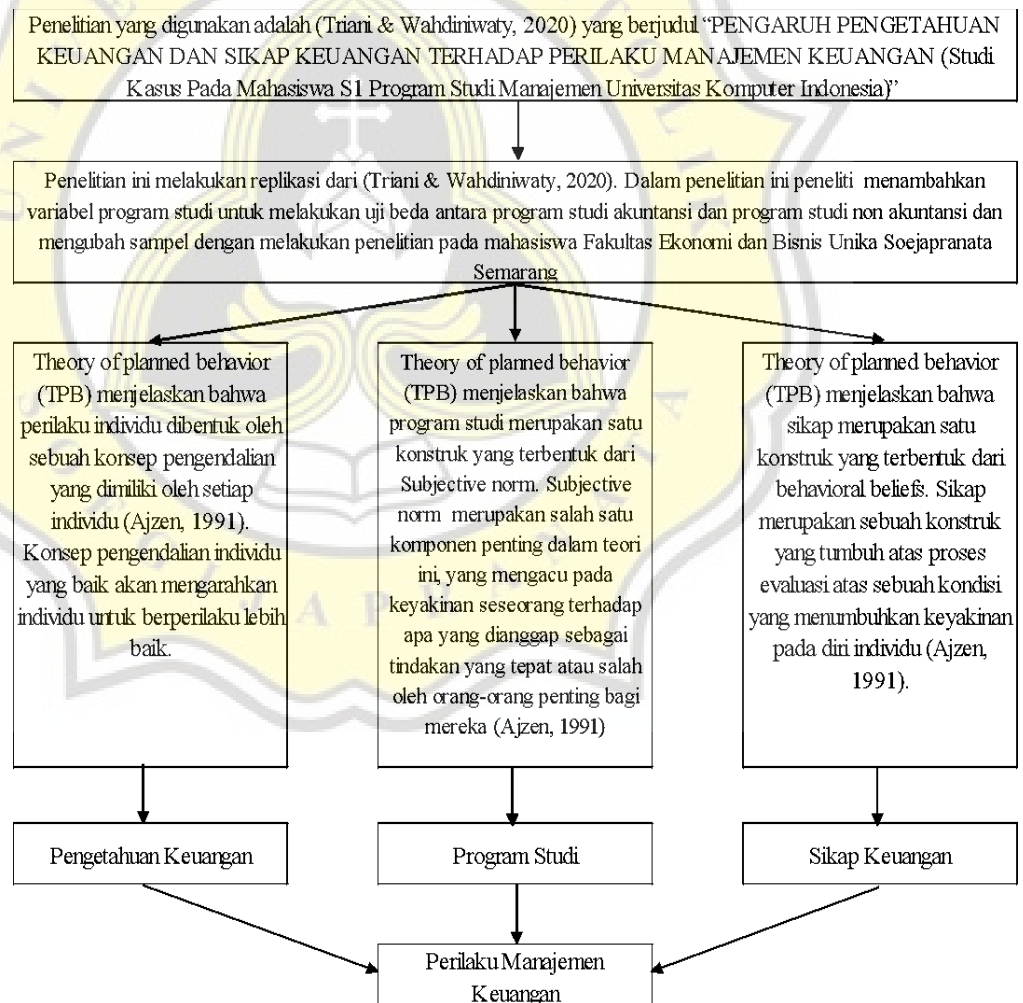 Penelitian yang digunakan adalah (Triani & Wahdiniwaty, 2020) yang berjudul “PENGARUH PENGETAHUAN
KEUANGAN DAN SIKAP KEUANGAN TERHADAP PERILAKU MANAJEMEN KEUANGAN (Studi
Kasus Pada Mahasiswa S1 Program Studi Manajemen Universitas Komputer Indonesia)”
Penelitian ini melakukan replikasi dari (Triani & Wahdiniwaty, 2020). Dalam penelitian ini peneliti menambahkan
variabel program studi untuk melakukan uji beda antara program studi akuntansi dan program studi non akuntansi dan
mengubah sampel dengan melakukan penelitian pada mahasiswa Fakultas Ekonomi dan Bisnis Unika Soejapranata
Semarang
Theory of planned behavior
(TPB) menjelaskan bahwa
perilaku individu dibentuk oleh
sebuah konsep pengendalian
yang dimiliki oleh setiap
individu (Ajzen, 1991).
Konsep pengendalian individu
yang baik akan mengarahkan
individu untuk berperilaku lebih
baik.
Theory of planned behavior
(TPB) menjelaskan bahwa
program studi merupakan satu
konstruk yang terbentuk dari
Subjective norm. Subjective
norm merupakan salah satu
komponen penting dalam teori
ini, yang mengacu pada
keyakinan seseorang terhadap
apa yang dianggap sebagai
tindakan yang tepat atau salah
oleh orang-orang penting bagi
mereka (Ajzen, 1991)
Theory of planned behavior
(TPB) menjelaskan bahwa
sikap merupakan satu
konstruk yang terbentuk dari
behavioral beliefs. Sikap
merupakan sebuah konstruk
yang tumbuh atas proses
evaluasi atas sebuah kondisi
yang menumbuhkan keyakinan
pada diri individu (Ajzen,
1991).
Pengetahuan Keuangan
Program Studi
Sikap Keuangan
Perilaku Manajemen
Keuangan